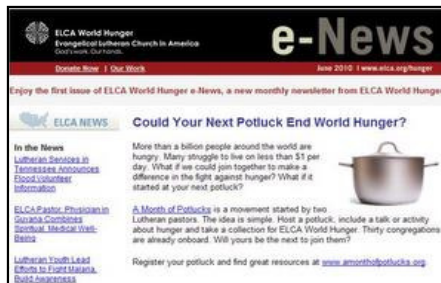 ELCA World Hunger
Evangelical Lutheran Church in America
God's work. Our hands.
e-News
Donate Now | Our Work
June 2010 | www.elca.org/hunger
Enjoy the first issue of ELCA World Hunger e-News, a new monthly newsletter from ELCA World Hunger
ELCA NEWS
In the News
Lutheran Services in
Tennessee Announces
Flood Volunteer
Information
ELCA Pastor, Physician in
Guyana Combines
Spiritual, Medical Well-
Being
Lutheran Youth Lead
Efforts to Fight Malaria,
Build Awareness
Could Your Next Potluck End World Hunger?
More than a billion people around the world are
hungry. Many struggle to live on less than $1 per
day. What if we could join together to make a
difference in the fight against hunger? What if it
started at your next potluck?
A Month of Potlucks is a movement started by two
Lutheran pastors. The idea is simple. Host a potluck, include a talk or activity
about hunger and take a collection for ELCA World Hunger. Thirty congregations
are already onboard. Will yours be the next to join them?
Register your potluck and find great resources at www.amonthofpotlucks.org.